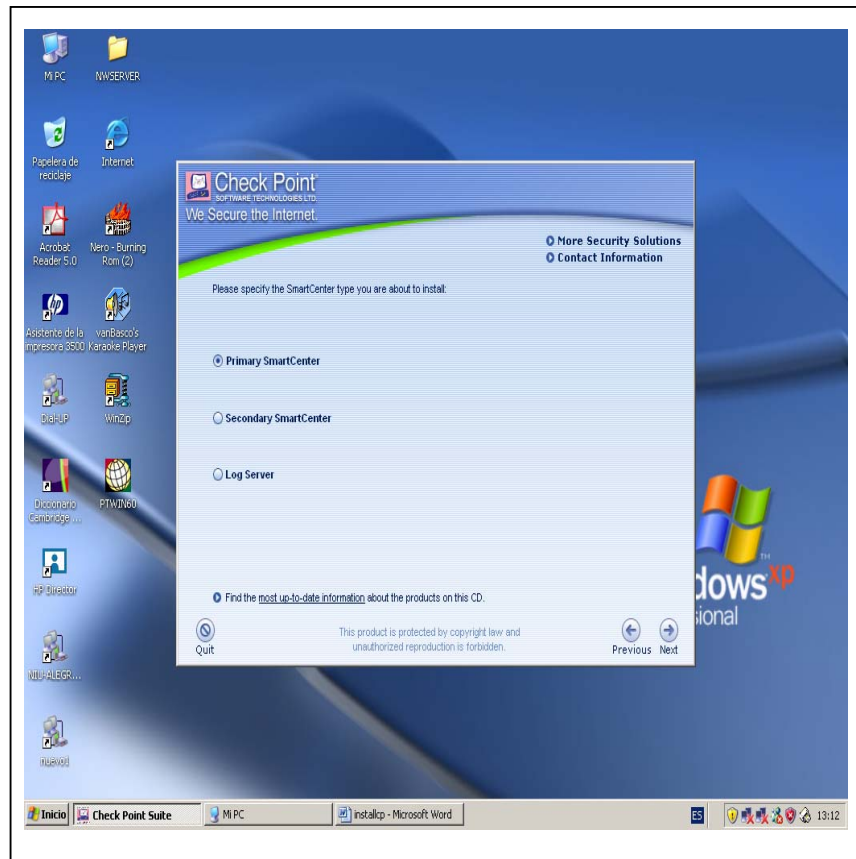 Mi PC
NWSERVER
Papelera de
reciclaje
Internet
Acrobat
Reader 5.0
Nero - Burning
Rom (2)
Asistente de la
impresora 3500
vanBasco's
Karaoke Player
Dial-UP
WinZip
Diccionario
Cambridge ...
PTWIN60
Director
NIU-ALEGR...
nuevo1
Check Point
SOFTWARE TECHNOLOGIES LTD.
We Secure the Internet.
More Security Solutions
Contact Information
Please specify the SmartCenter type you are about to install:
Primary SmartCenter
Secondary SmartCenter
Log Server
Find the most up-to-date information about the products on this CD.
Quit
This product is protected by copyright law and
unauthorized reproduction is forbidden.
Previous
Next
dows xp
sional
Inicio
Check Point Suite
Mi PC
installcp - Microsoft Word
ES
13:12